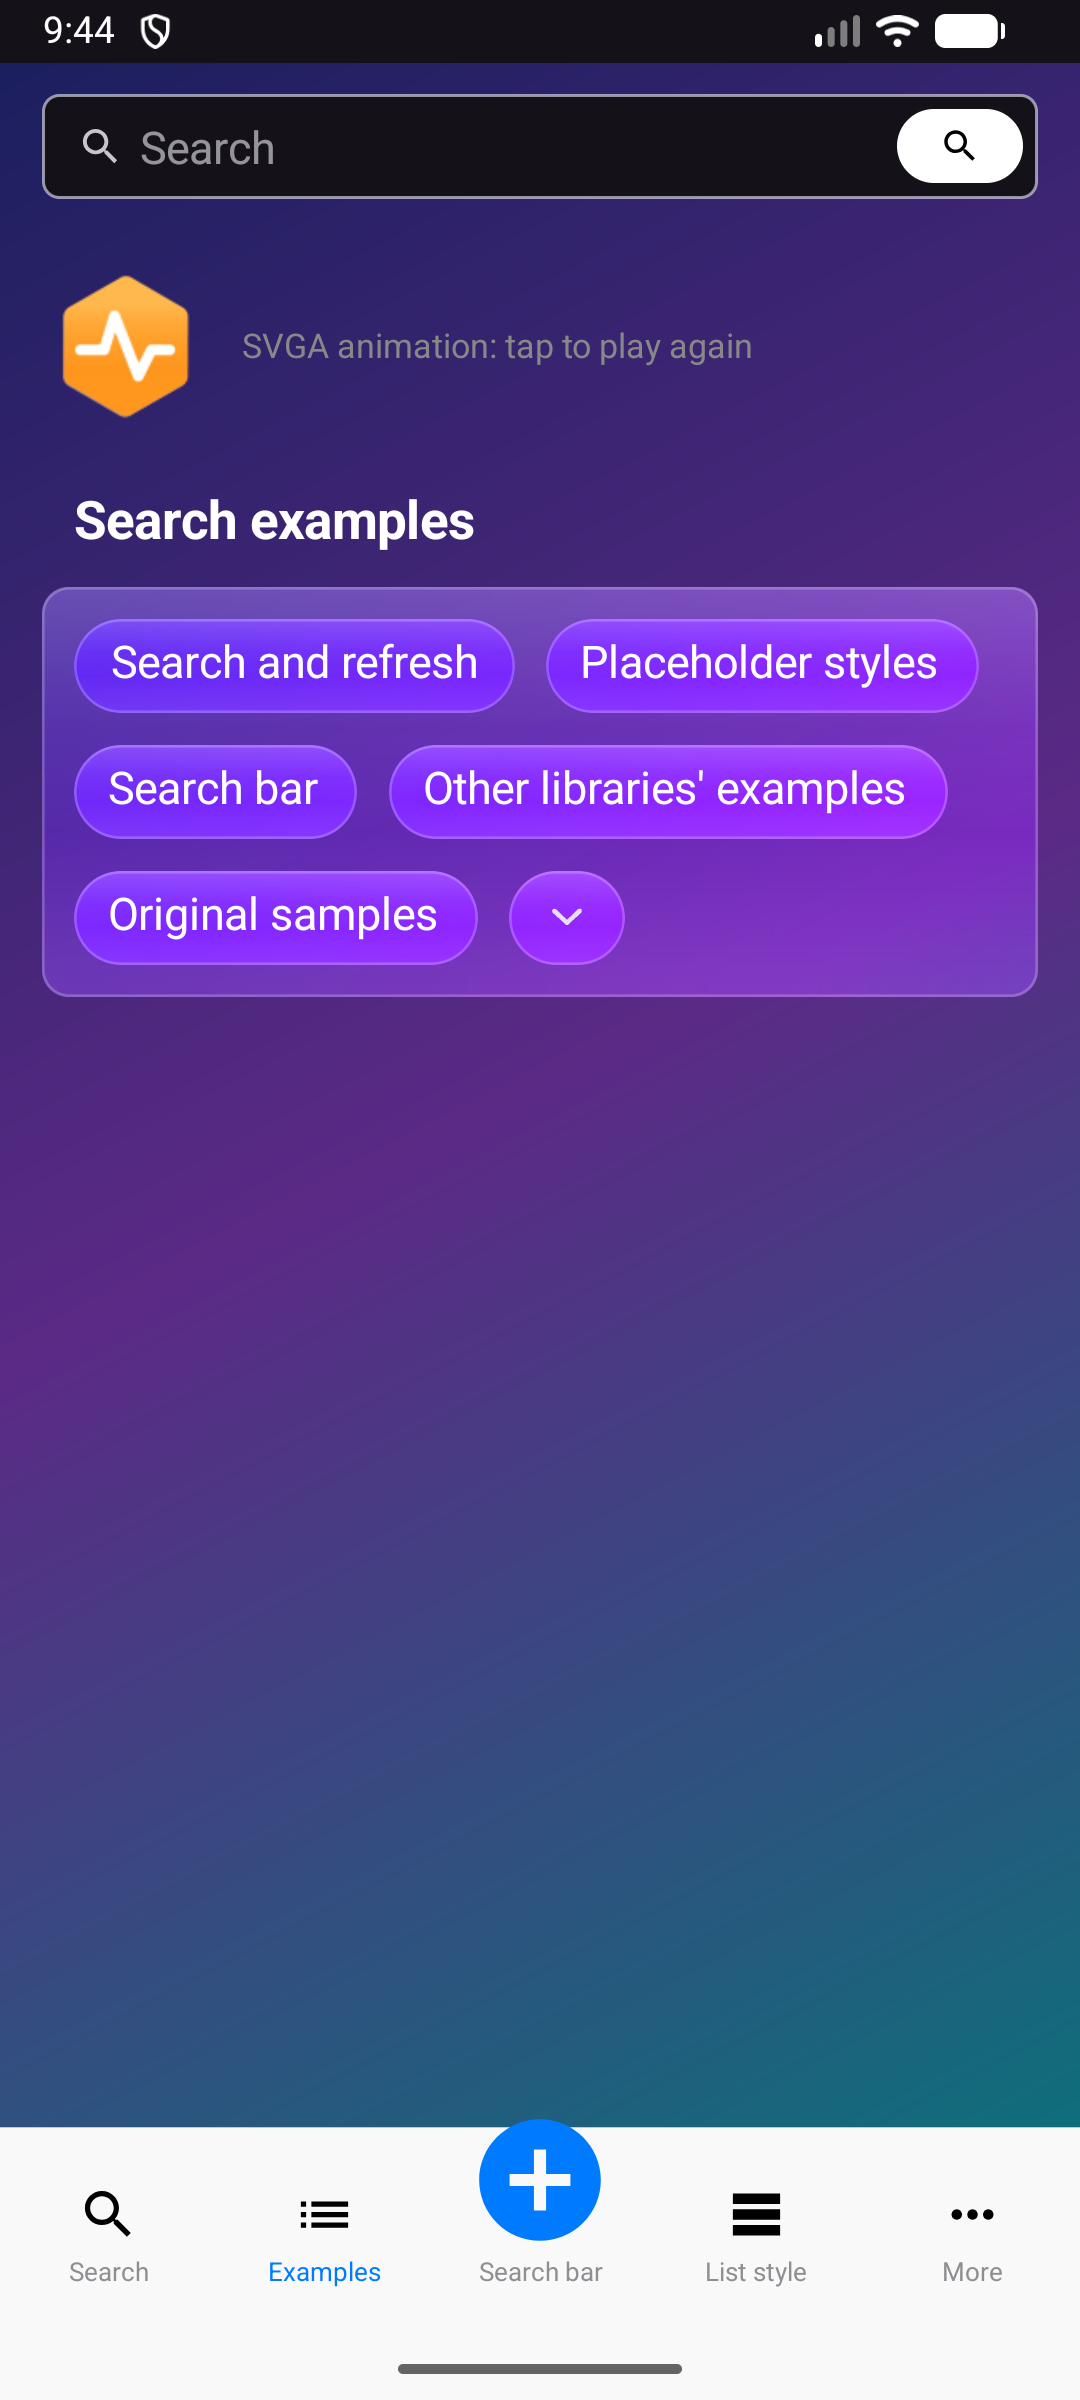 9:44
Search
SVGA animation: tap to play again
Search examples
Search and refresh
Placeholder styles
Search bar
Other libraries' examples
Original samples
Search
Examples
Search bar
List style
More